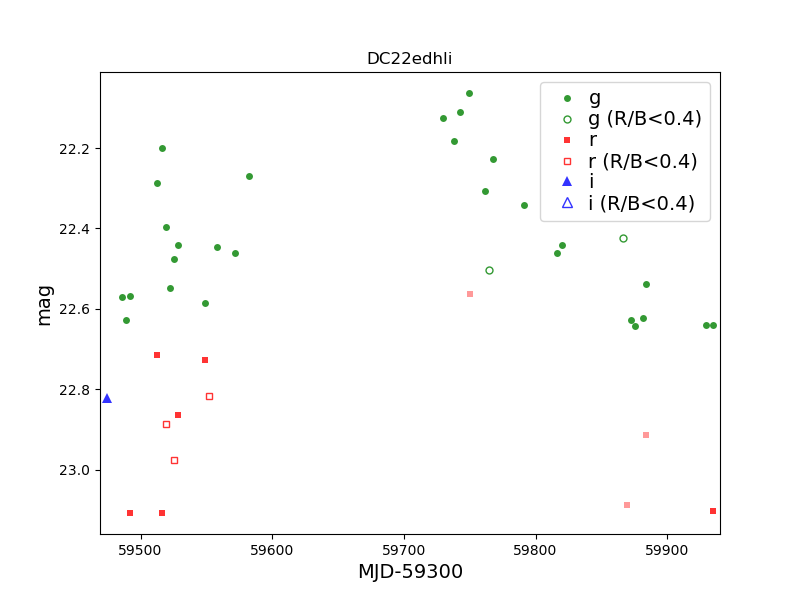 DC22edhli
g
g (R/B<0.4)
r
r (R/B<0.4)
i
i (R/B<0.4)
22.2
22.4
22.6
22.8
23.0
mag
59500
59600
59700
59800
59900
MJD-59300